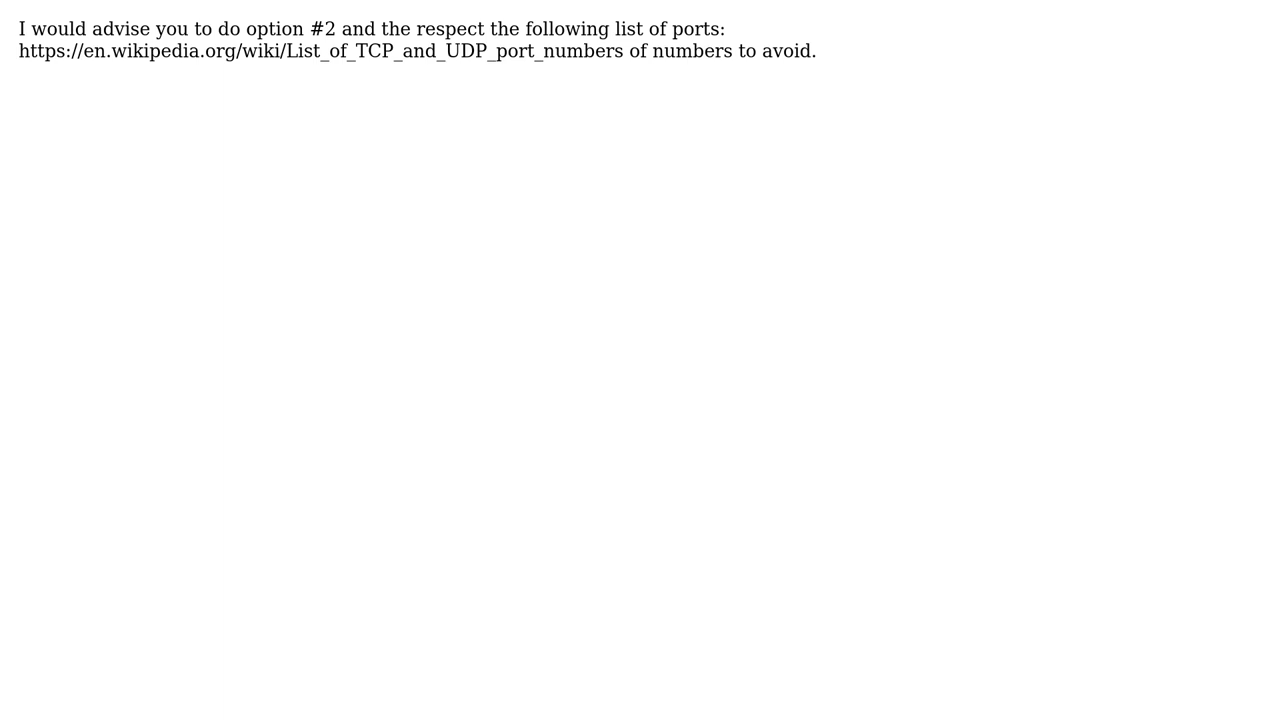 I would advise you to do option #2 and the respect the following list of ports:
https://en.wikipedia.org/wiki/List_of_TCP_and_UDP_port_numbers of numbers to avoid.